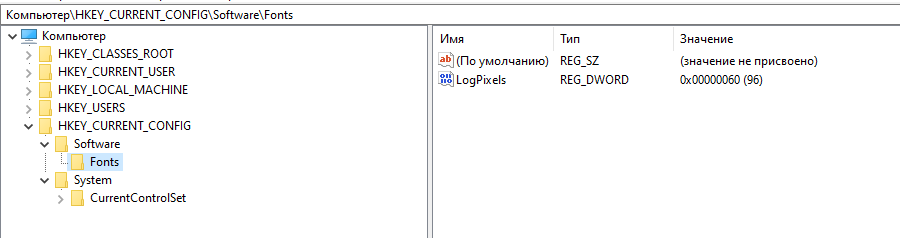 Компьютер\HKEY_CURRENT_CONFIG\Software\Fonts
Компьютер
HKEY_CLASSES_ROOT
HKEY_CURRENT_USER
HKEY_LOCAL_MACHINE
HKEY_USERS
HKEY_CURRENT_CONFIG
Software
Fonts
System
CurrentControlSet
Имя Тип Значение
ab (По умолчанию) REG_SZ (значение не присвоено)
LogPixels REG_DWORD 0x00000060 (96)